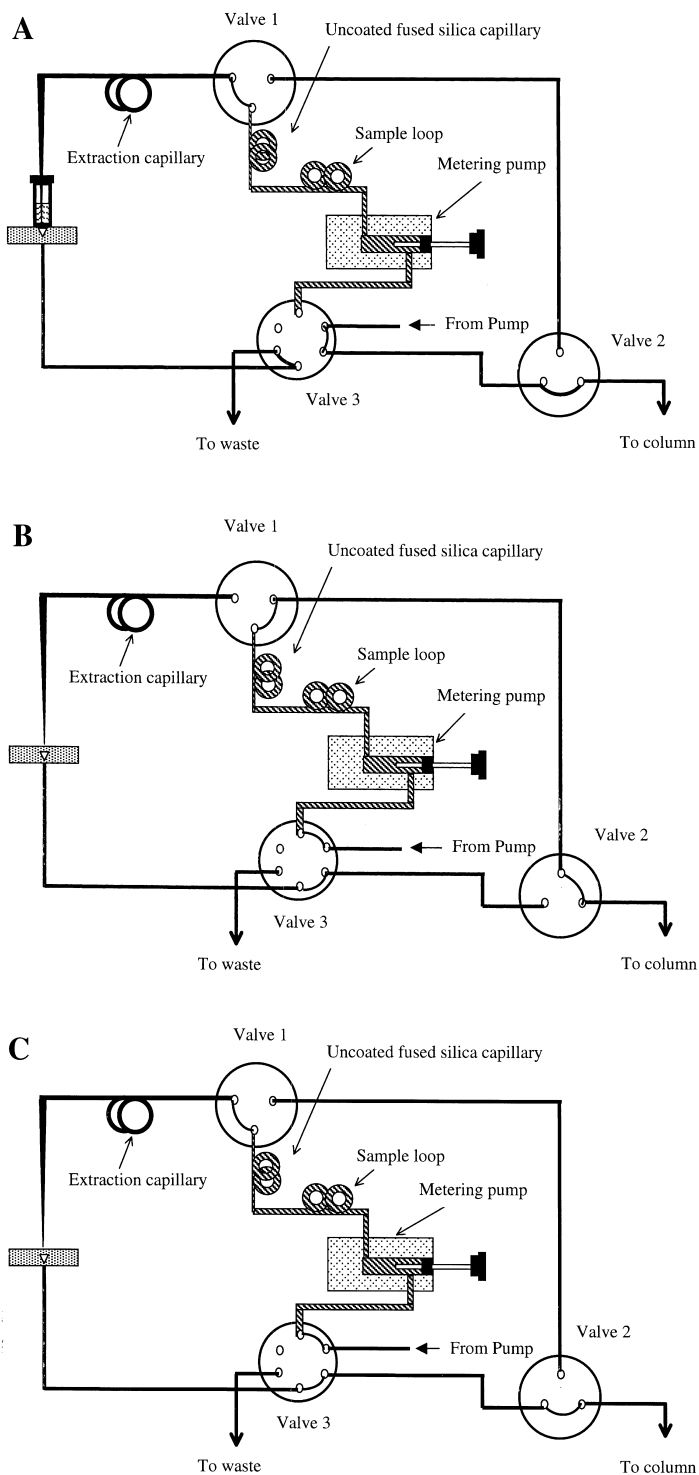 A
Valve 1
Uncoated fused silica capillary
Sample loop
Extraction capillary
Metering pump
From Pump
Valve 2
Valve 3
To waste
To column
B
Valve 1
Uncoated fused silica capillary
Sample loop
Extraction capillary
Metering pump
Valve 2
From Pump
Valve 3
To waste
To column
C
Valve 1
Uncoated fused silica capillary
Sample loop
Extraction capillary
Metering pump
Valve 2
From Pump
Valve 3
To waste
To column